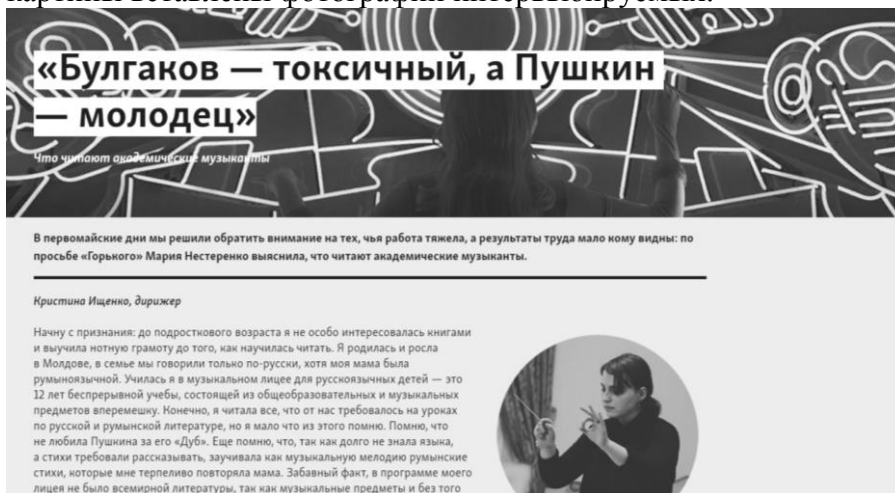 картины вставлены фотографии интервьюируемых.
«Булгаков — токсичный, а Пушкин
— молодец»
Что читают академические музыканты
В первомайские дни мы решили обратить внимание на тех, чья работа тяжела, а результаты труда мало кому видны: по
просьбе «Горького» Мария Нестеренко выяснила, что читают академические музыканты.
Кристина Ищенко, дирижер
Начну с признания: до подросткового возраста я не особо интересовалась книгами
и выучила нотную грамоту до того, как научилась читать. Я родилась и росла
в Молдове, в семье мы говорили только по-русски, хотя моя мама была
румыноязычной. Училась я в музыкальном лицее для русскоязычных детей — это
12 лет беспрерывной учебы, состоящей из общеобразовательных и музыкальных
предметов вперемешку. Конечно, я читала все, что от нас требовалось на уроках
по русской и румынской литературе, но я мало что из этого помню. Помню, что
не любила Пушкина за его «Дуб». Еще помню, что, так как долго не знала языка,
а стихи требовали рассказывать, заучивала как музыкальную мелодию румынские
стихи, которые мне терпеливо повторяла мама. Забавный факт, в программе моего
лицея не было всемирной литературы, так как музыкальные предметы и без того